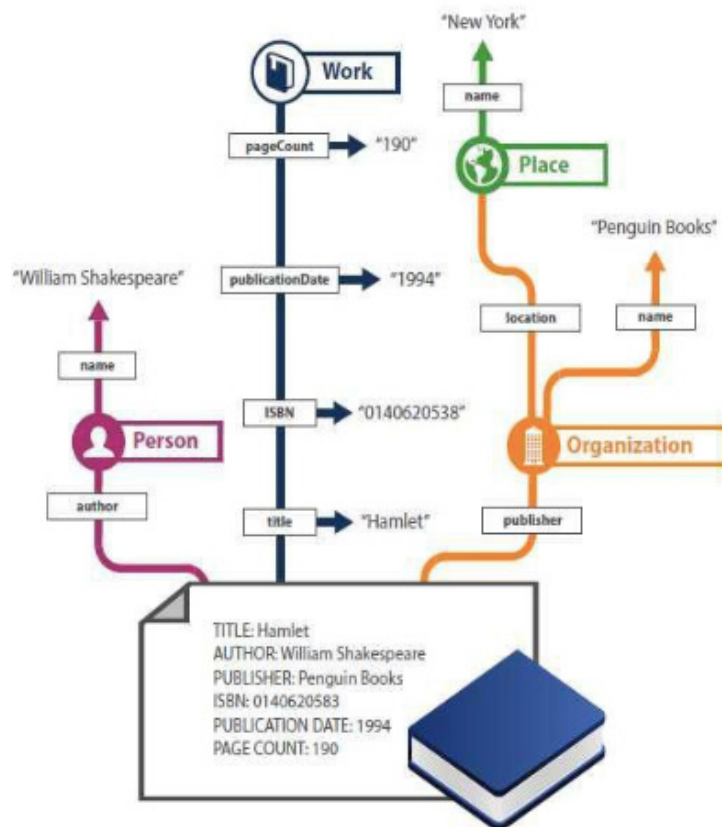 "New York"
Work
name
pageCount
"190"
Place
"Penguin Books"
"William Shakespeare"
publicationDate
"1994"
location
name
name
ISBN
"0140620538"
Person
Organization
author
title
"Hamlet"
publisher
TITLE: Hamlet
AUTHOR: William Shakespeare
PUBLISHER: Penguin Books
ISBN: 0140620583
PUBLICATION DATE: 1994
PAGE COUNT: 190